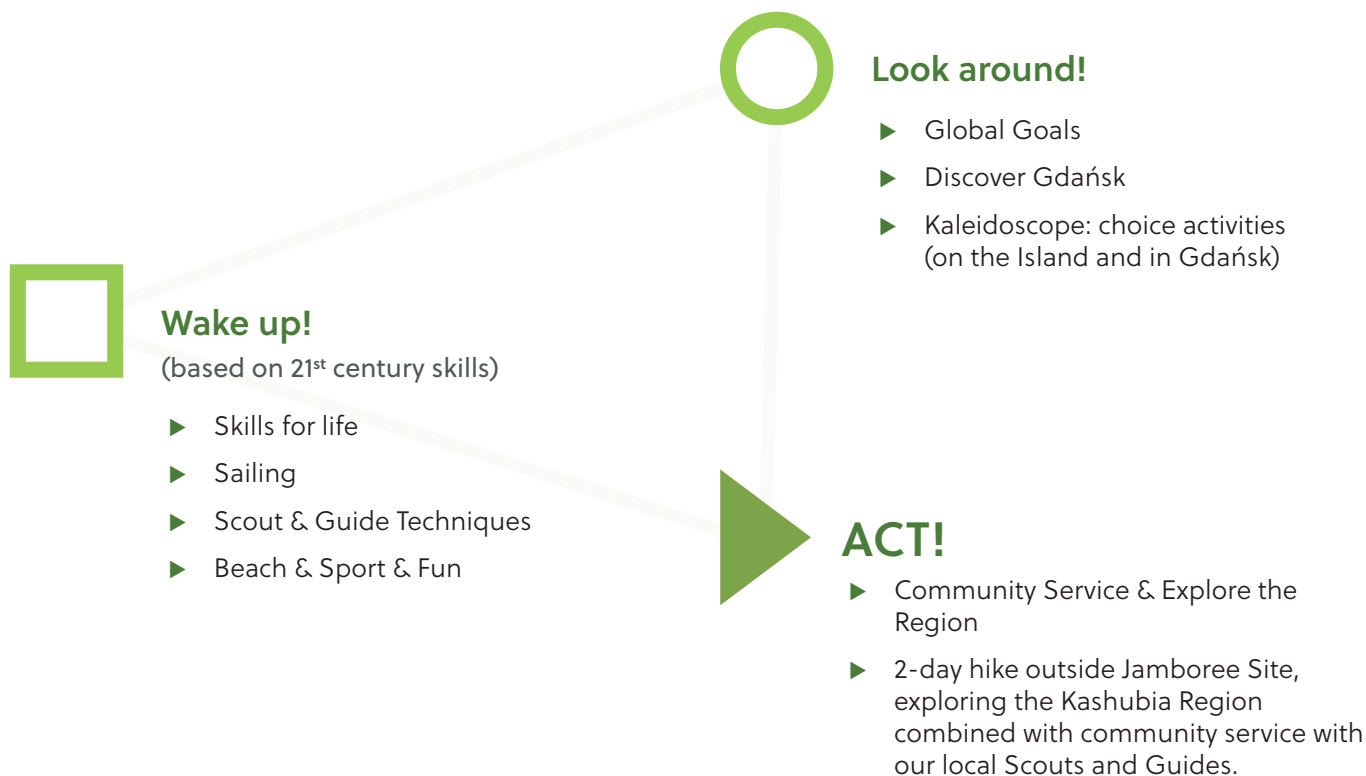 Look around!
▶ Global Goals
▶ Discover Gdańsk
▶ Kaleidoscope: choice activities
(on the Island and in Gdańsk)
Wake up!
(based on 21st century skills)
▶ Skills for life
▶ Sailing
▶ Scout & Guide Techniques
▶ Beach & Sport & Fun
ACT!
▶ Community Service & Explore the
Region
▶ 2-day hike outside Jamboree Site,
exploring the Kashubia Region
combined with community service with
our local Scouts and Guides.